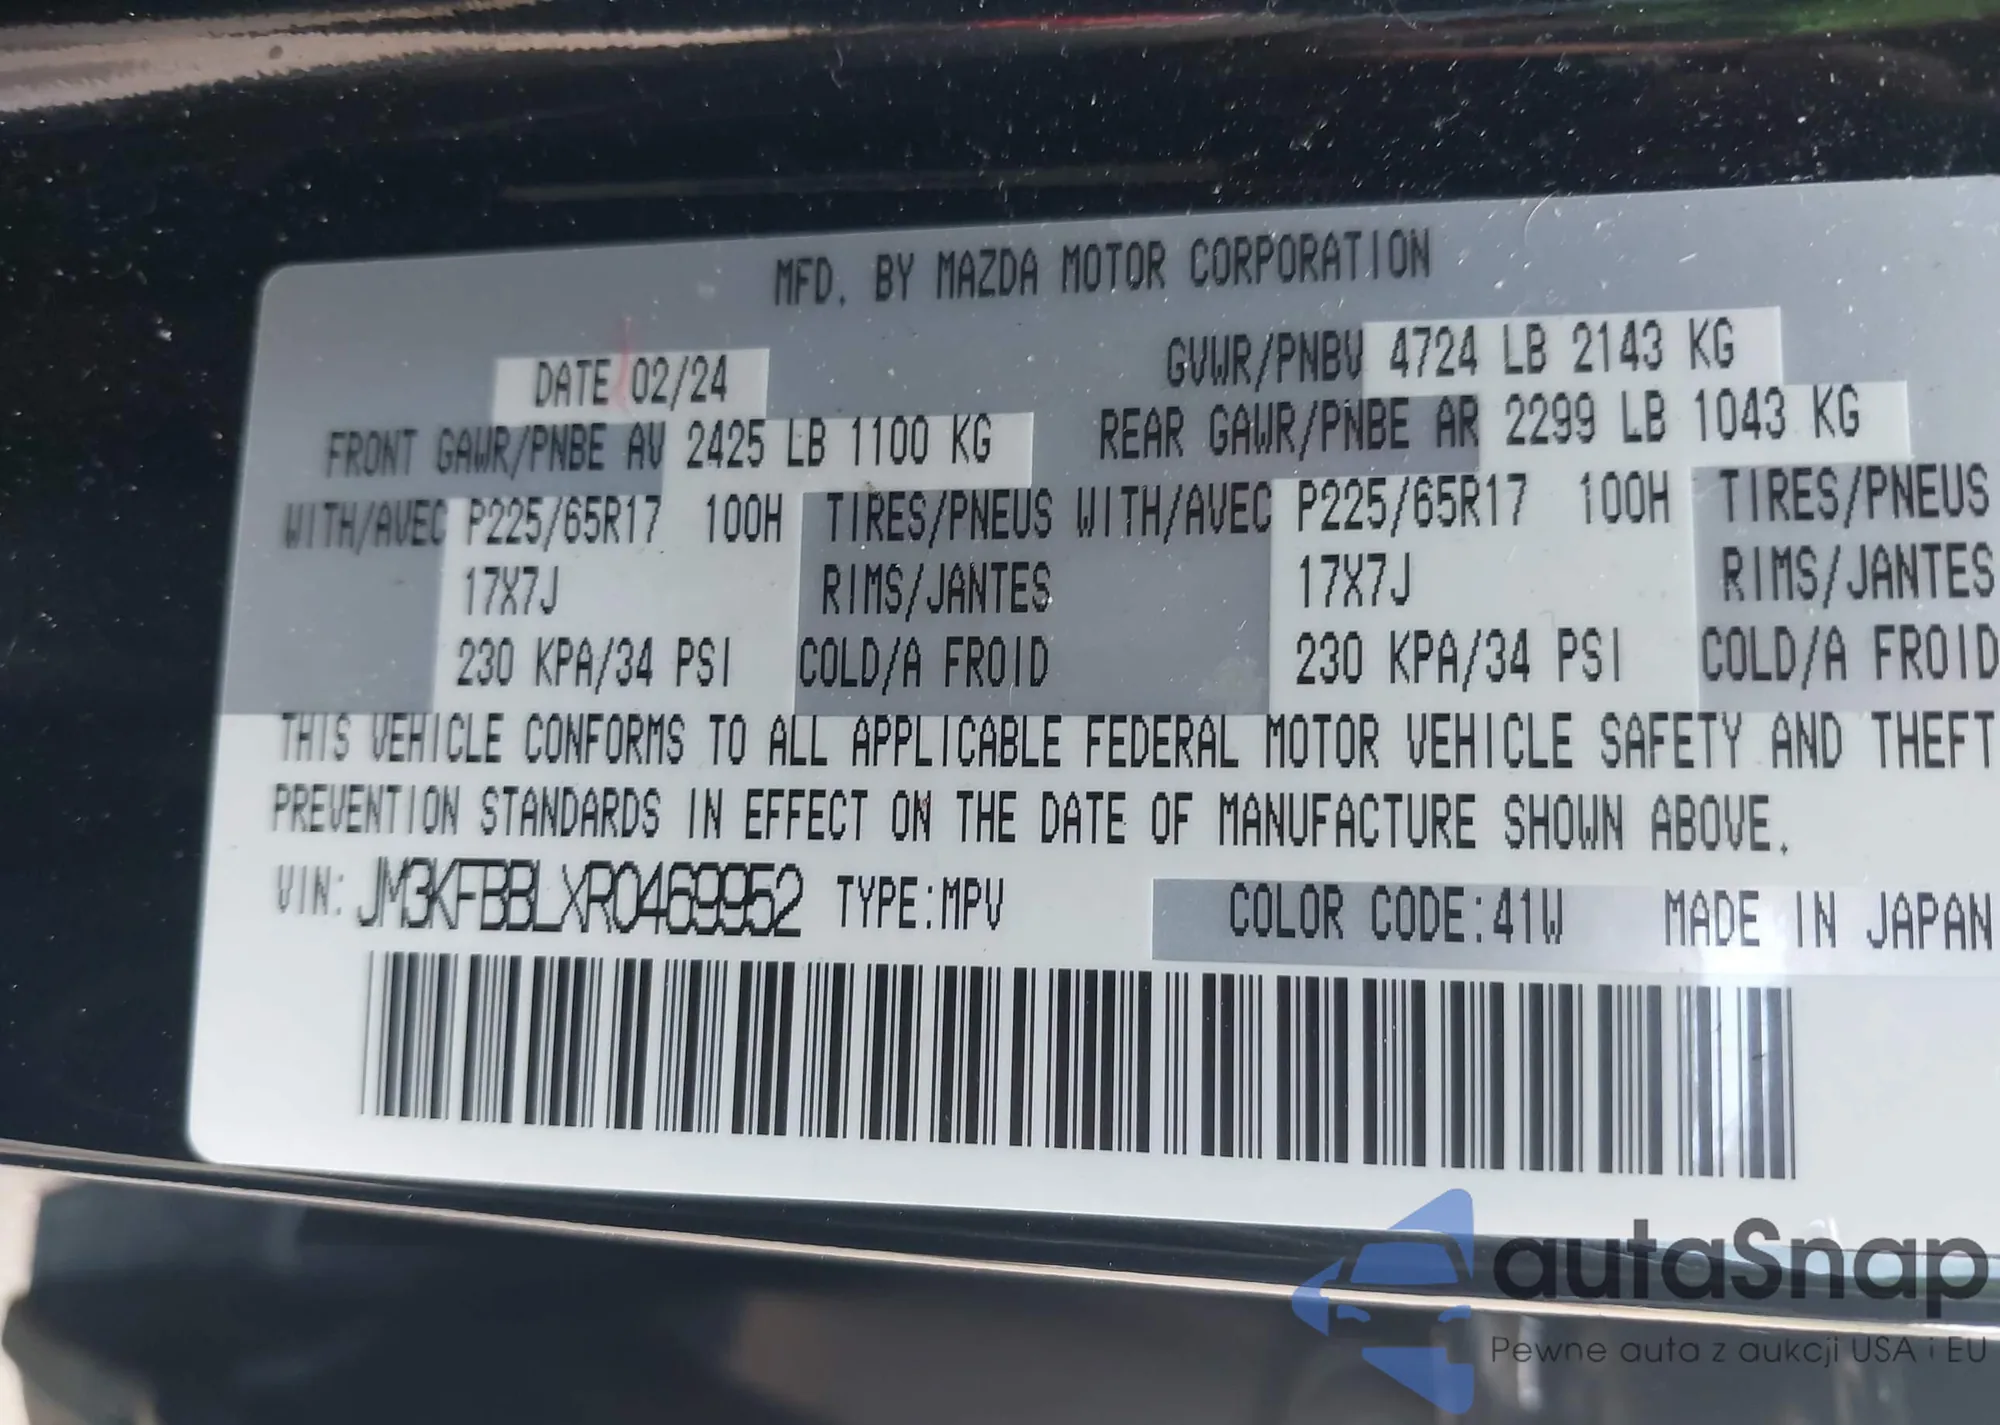 MFD. BY MAZDA MOTOR CORPORATION
DATE 02/24 GVWR/PNBV 4724 LB 2143 KG
FRONT GAWR/PNBE AV 2425 LB 1100 KG REAR GAWR/PNBE AR 2299 LB 1043 KG
WITH/AVEC P225/65R17 100H TIRES/PNEUS WITH/AVEC P225/65R17 100H TIRES/PNEUS
17X7J RIMS/JANTES 17X7J RIMS/JANTES
230 KPA/34 PSI COLD/A FROID 230 KPA/34 PSI COLD/A FROID
THIS VEHICLE CONFORMS TO ALL APPLICABLE FEDERAL MOTOR VEHICLE SAFETY AND THEFT
PREVENTION STANDARDS IN EFFECT ON THE DATE OF MANUFACTURE SHOWN ABOVE.
VIN: JM3KFBBLXR0469952 TYPE:MPV COLOR CODE:41W MADE IN JAPAN
autaSnap
Pewne auta z aukcji USA i EU